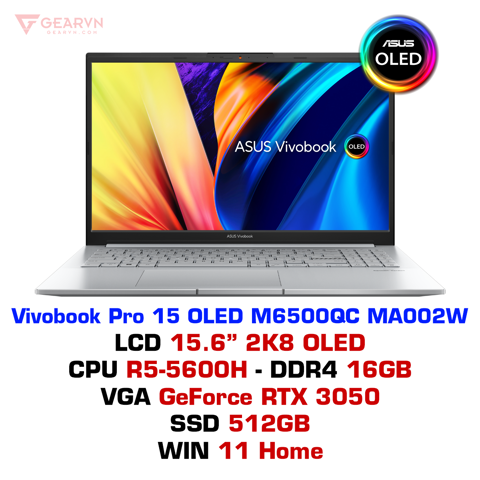 GEARVN
GEARVN.COM
ASUS
OLED
ASUS Vivobook OLED
ASUS Vivobook
Vivobook Pro 15 OLED M6500QC MA002W
LCD 15.6” 2K8 OLED
CPU R5-5600H - DDR4 16GB
VGA GeForce RTX 3050
SSD 512GB
WIN 11 Home